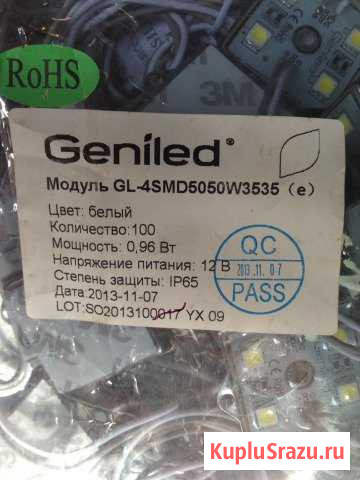 RoHS
3M
Geniled®
Модуль GL-4SMD5050W3535 (e)
Цвет: белый
Количество:100
Мощность: 0,96 Вт
Напряжение питания: 12 В
Степень защиты: IP65
Дата:2013-11-07
LOT:SO2013100017 YX 09
QC
2013.11.07
PASS
KupluSrazu.ru